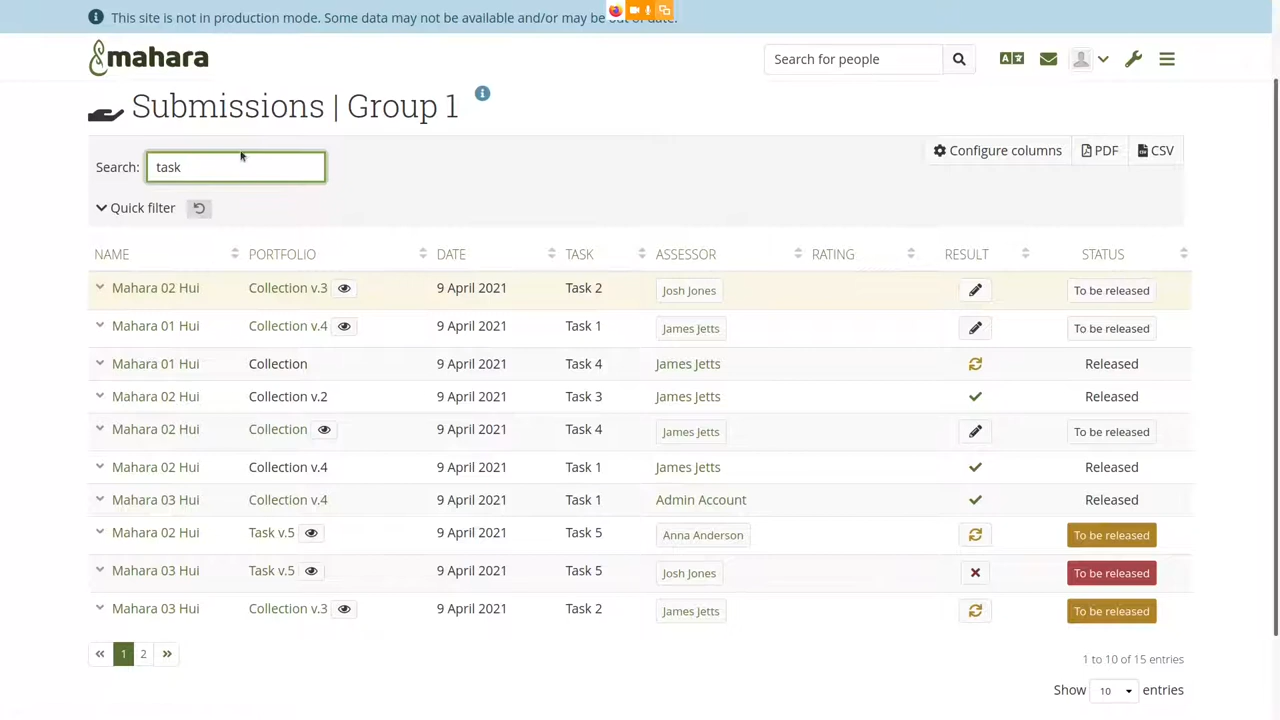 This site is not in production mode. Some data may not be available and/or may be out of date.
mahara
Search for people
Submissions | Group 1
Search: task
Configure columns PDF CSV
Quick filter
NAME PORTFOLIO DATE TASK ASSESSOR RATING RESULT STATUS
Mahara 02 Hui Collection v.3 9 April 2021 Task 2 Josh Jones To be released
Mahara 01 Hui Collection v.4 9 April 2021 Task 1 James Jetts To be released
Mahara 01 Hui Collection 9 April 2021 Task 4 James Jetts Released
Mahara 02 Hui Collection v.2 9 April 2021 Task 3 James Jetts Released
Mahara 02 Hui Collection 9 April 2021 Task 4 James Jetts To be released
Mahara 02 Hui Collection v.4 9 April 2021 Task 1 James Jetts Released
Mahara 03 Hui Collection v.4 9 April 2021 Task 1 Admin Account Released
Mahara 02 Hui Task v.5 9 April 2021 Task 5 Anna Anderson To be released
Mahara 03 Hui Task v.5 9 April 2021 Task 5 Josh Jones To be released
Mahara 03 Hui Collection v.3 9 April 2021 Task 2 James Jetts To be released
« 1 2 »
1 to 10 of 15 entries
Show 10 entries